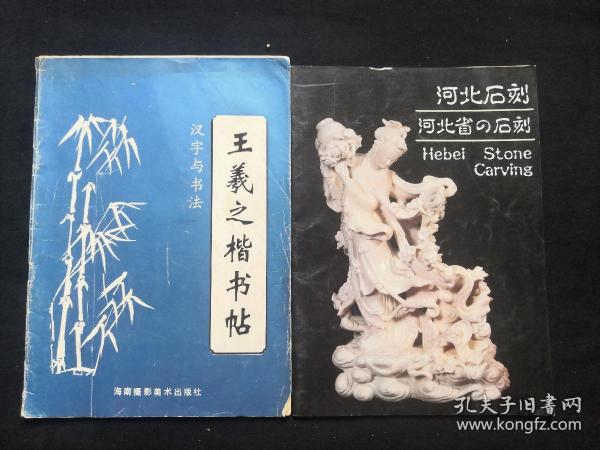 汉字与书法
王羲之楷书帖
海南摄影美术出版社
河北石刻
河北省の石刻
Hebei Stone
Carving
孔夫子旧書网
www.kongfz.com